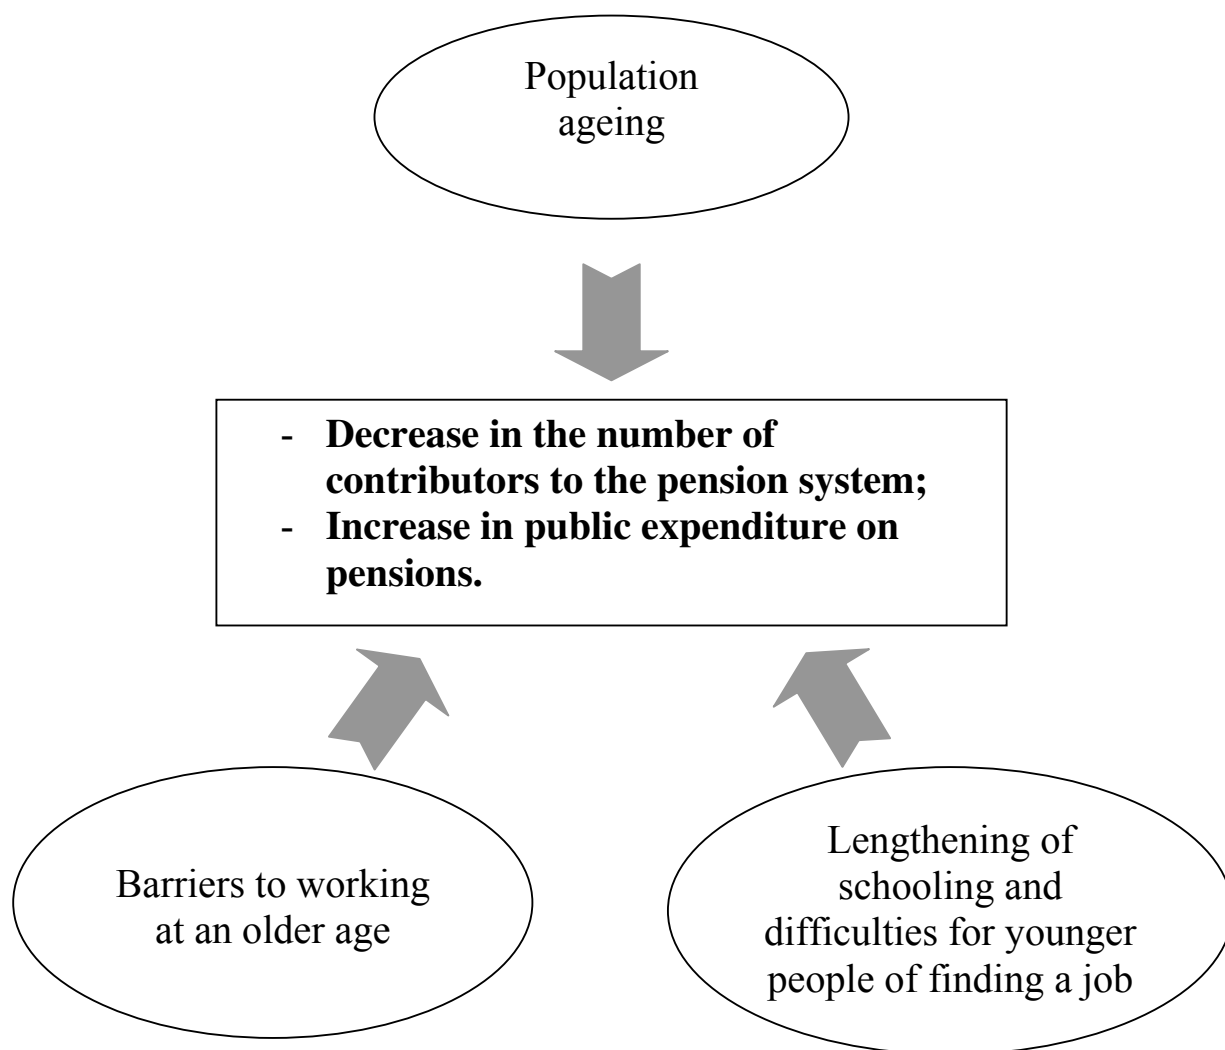 Population
ageing
- Decrease in the number of
contributors to the pension system;
- Increase in public expenditure on
pensions.
Barriers to working
at an older age
Lengthening of
schooling and
difficulties for younger
people of finding a job